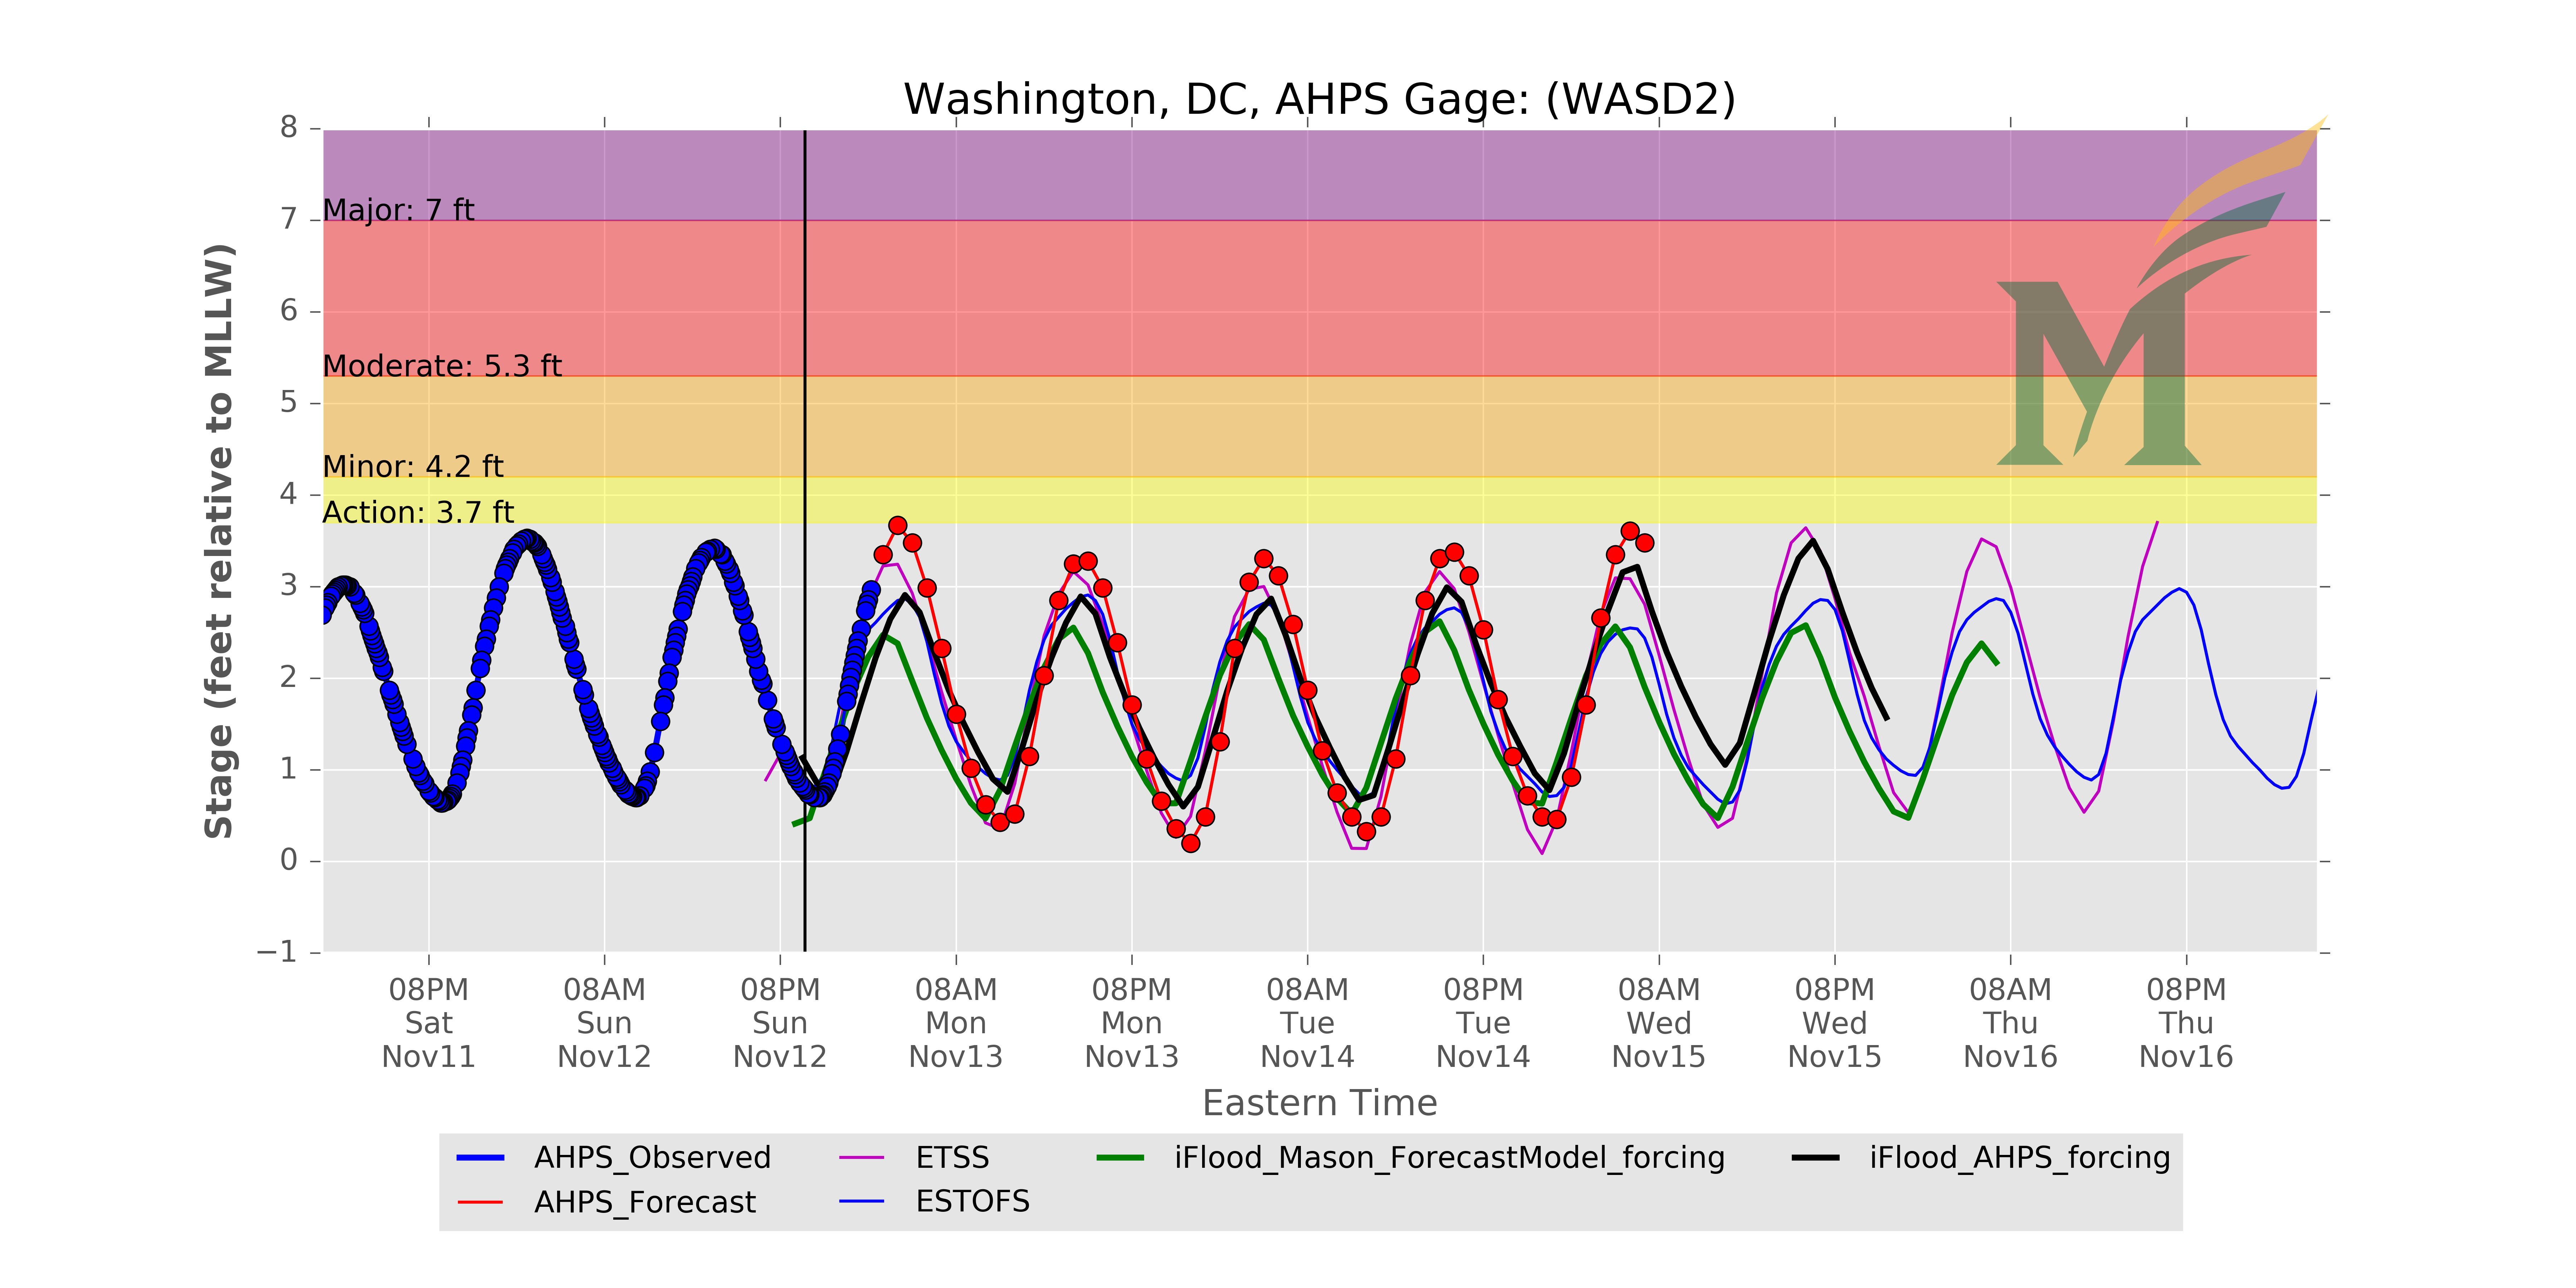 Washington, DC, AHPS Gage: (WASD2)
Stage (feet relative to MLLW)
8
7
6
5
4
3
2
1
0
−1
Major: 7 ft
Moderate: 5.3 ft
Minor: 4.2 ft
Action: 3.7 ft
08PM 08AM 08PM 08AM 08PM 08AM 08PM 08AM 08PM 08AM 08PM
Sat Sun Sun Mon Mon Tue Tue Wed Wed Thu Thu
Nov11 Nov12 Nov12 Nov13 Nov13 Nov14 Nov14 Nov15 Nov15 Nov16 Nov16
Eastern Time
AHPS_Observed ETSS iFlood_Mason_ForecastModel_forcing iFlood_AHPS_forcing
AHPS_Forecast ESTOFS